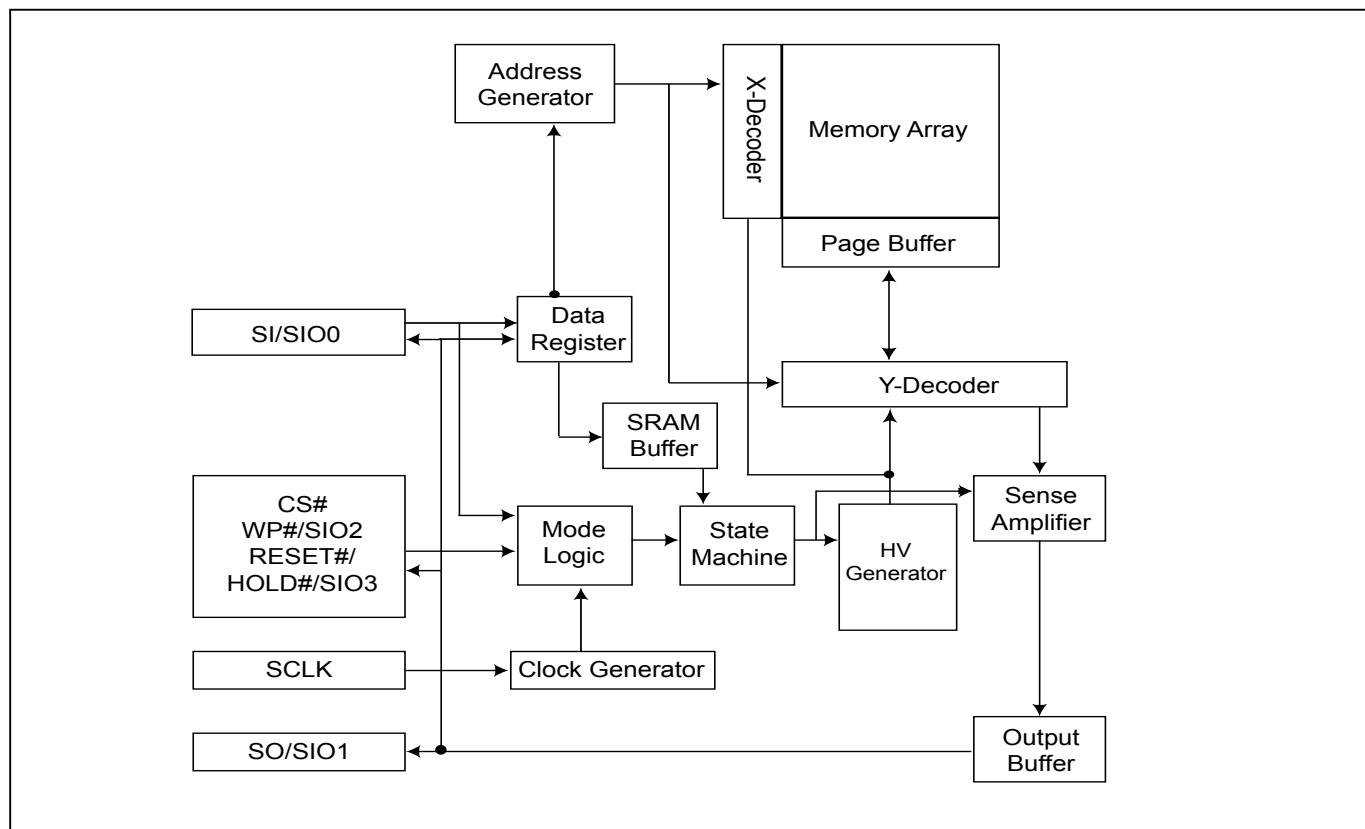 Address
Generator
X-Decoder
Memory Array
Page Buffer
SI/SIO0
Data
Register
Y-Decoder
SRAM
Buffer
CS#
WP#/SIO2
RESET#/
HOLD#/SIO3
Mode
Logic
State
Machine
HV
Generator
Sense
Amplifier
SCLK
Clock Generator
SO/SIO1
Output
Buffer